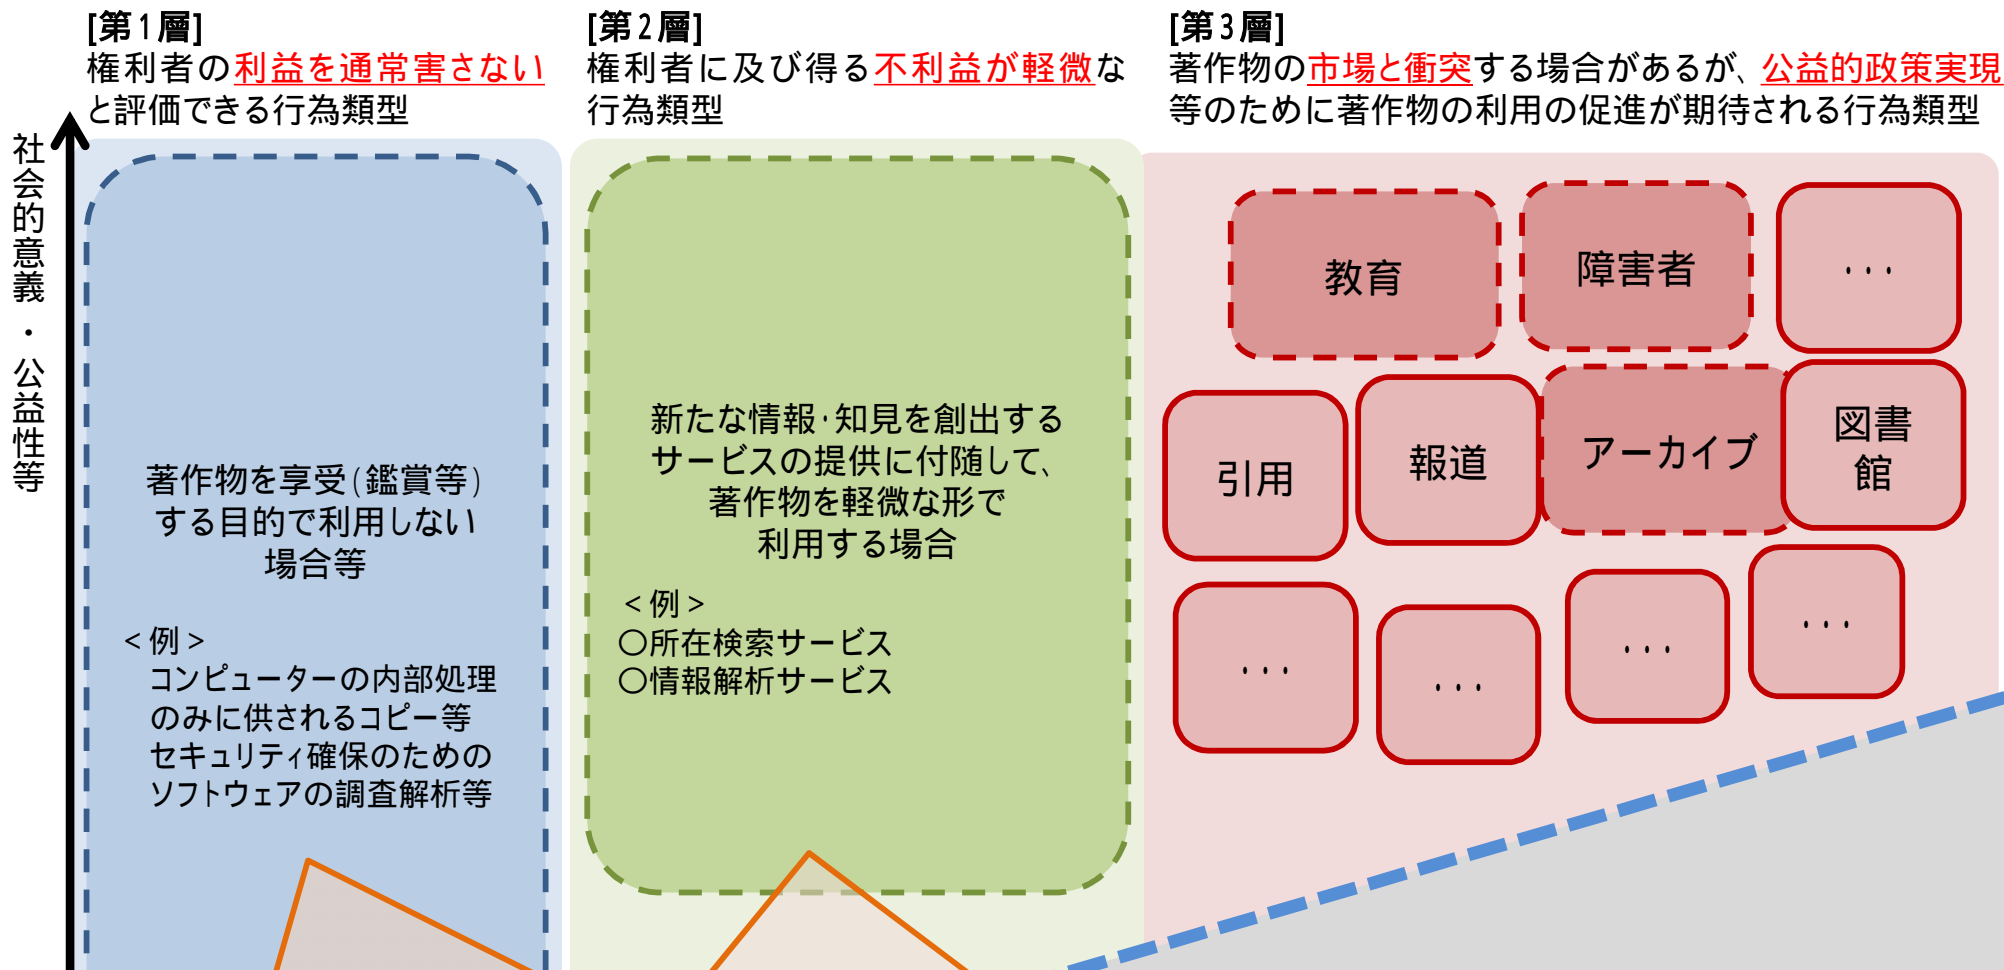 [第1層]
権利者の利益を通常害さない
と評価できる行為類型
[第2層]
権利者に及び得る不利益が軽微な
行為類型
[第3層]
著作物の市場と衝突する場合があるが、公益的政策実現
等のために著作物の利用の促進が期待される行為類型
社会的意義・公益性等
著作物を享受(鑑賞等)
する目的で利用しない
場合等
<例>
コンピューターの内部処理
のみに供されるコピー等
セキュリティ確保のための
ソフトウェアの調査解析等
新たな情報・知見を創出する
サービスの提供に付随して、
著作物を軽微な形で
利用する場合
<例>
○所在検索サービス
○情報解析サービス
教育
障害者
・・・
引用
報道
アーカイブ
図書
館
・・・
・・・
・・・
・・・